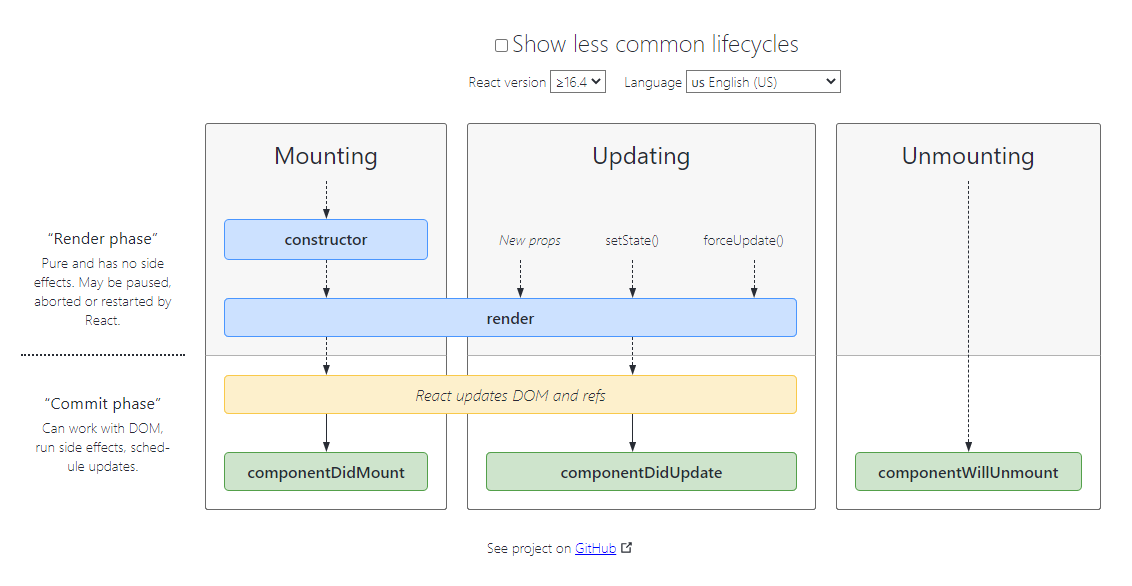 Show less common lifecycles
React version ≥16.4 Language us English (US)
Mounting Updating Unmounting
“Render phase”
Pure and has no side
effects. May be paused,
aborted or restarted by
React.
constructor New props setState() forceUpdate()
render
“Commit phase”
Can work with DOM,
run side effects, sched-
ule updates.
React updates DOM and refs
componentDidMount componentDidUpdate componentWillUnmount
See project on GitHub